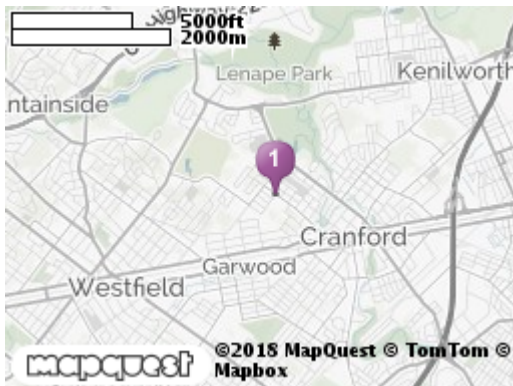 5000ft
2000m
Lenape Park
Kenilworth
ntainside
1
Cranford
Garwood
Westfield
mapquest
©2018 MapQuest © TomTom ©
Mapbox